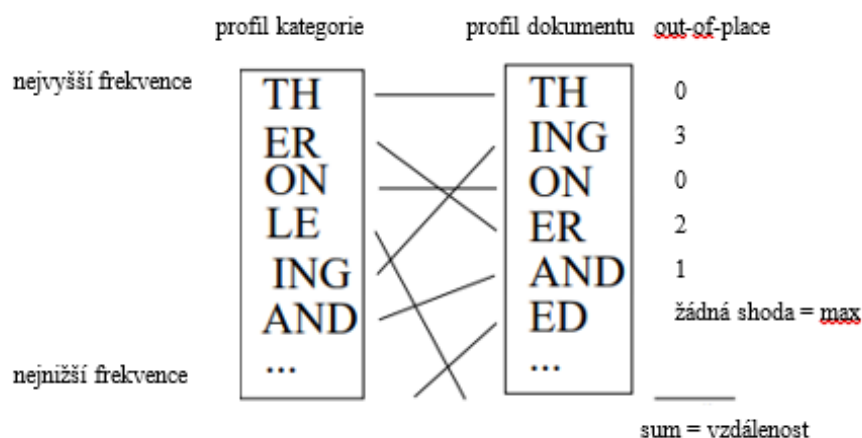 profil kategorie profil dokumentu out-of-place
nejvyšší frekvence
TH TH 0
ER ING 3
ON ON 0
LE ER 2
ING AND 1
AND ED žádná shoda = max
... ...
nejnižší frekvence
sum = vzdálenost